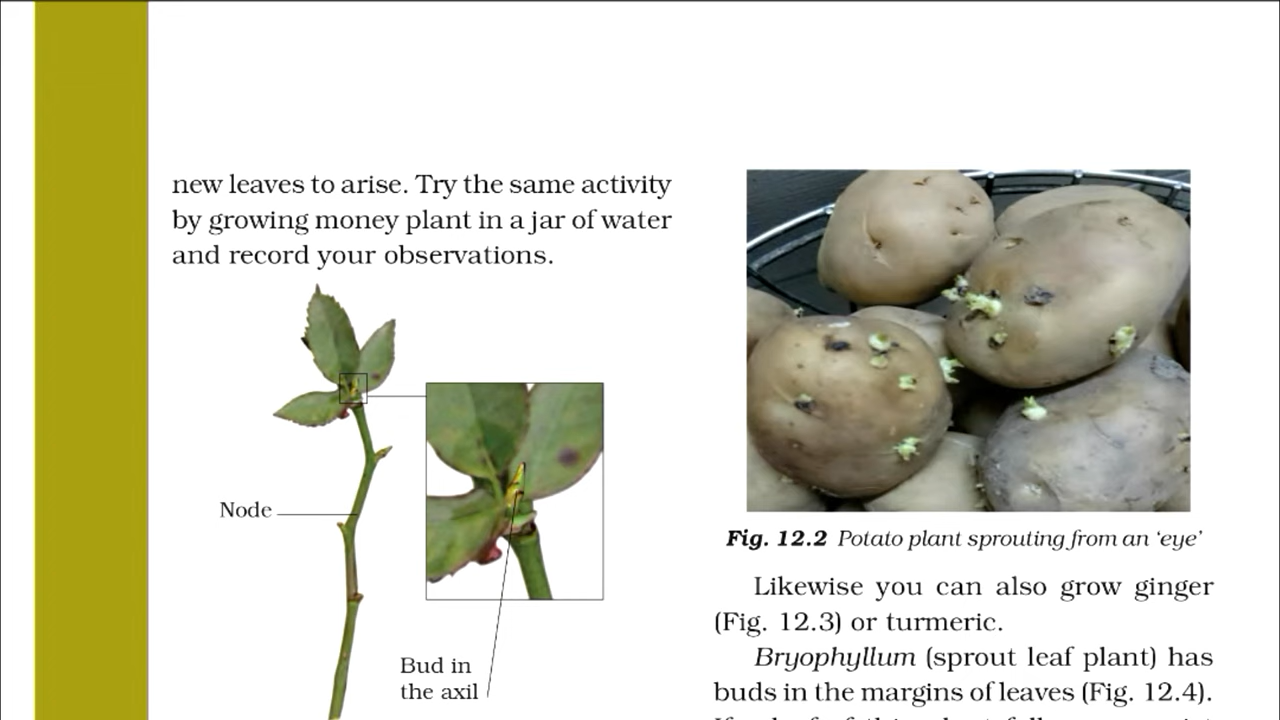 new leaves to arise. Try the same activity
by growing money plant in a jar of water
and record your observations.
Node
Bud in
the axil
Fig. 12.2 Potato plant sprouting from an ‘eye’
Likewise you can also grow ginger
(Fig. 12.3) or turmeric.
Bryophyllum (sprout leaf plant) has
buds in the margins of leaves (Fig. 12.4).